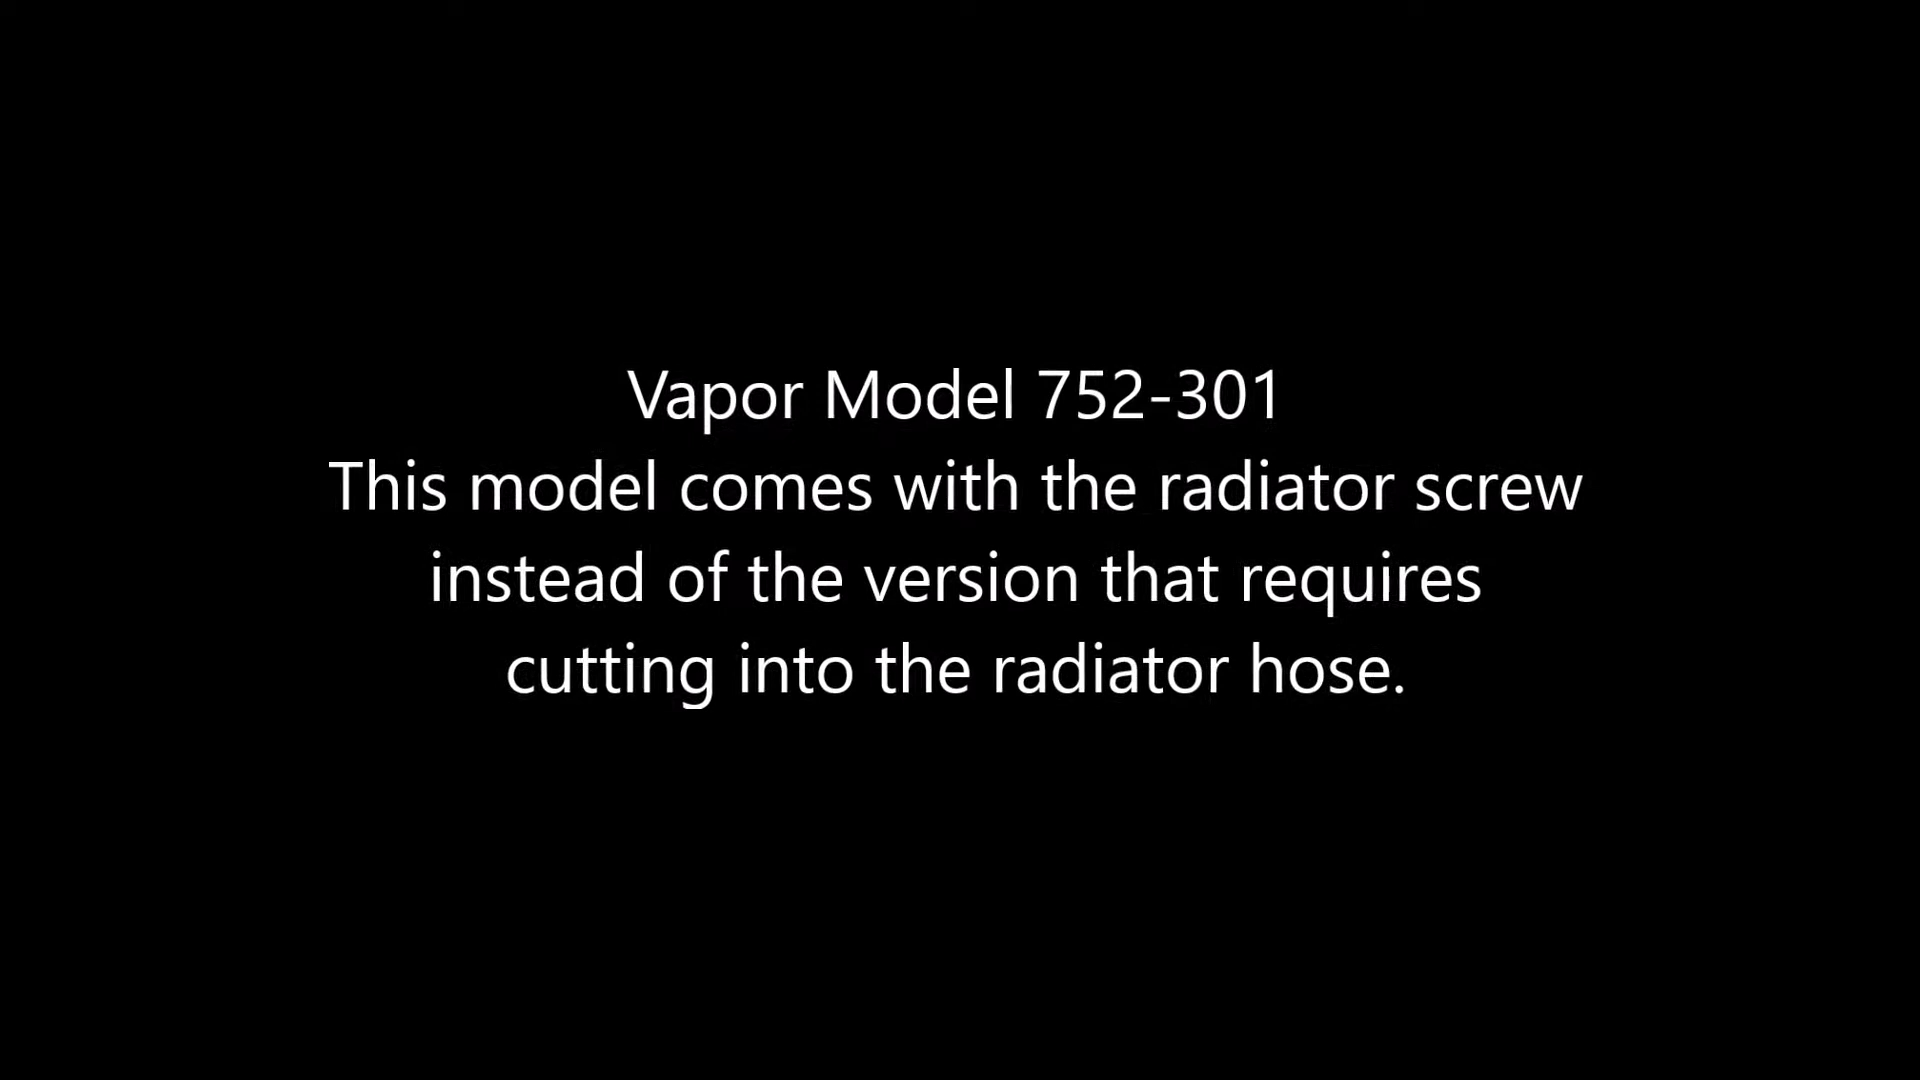 Vapor Model 752-301
This model comes with the radiator screw
instead of the version that requires
cutting into the radiator hose.